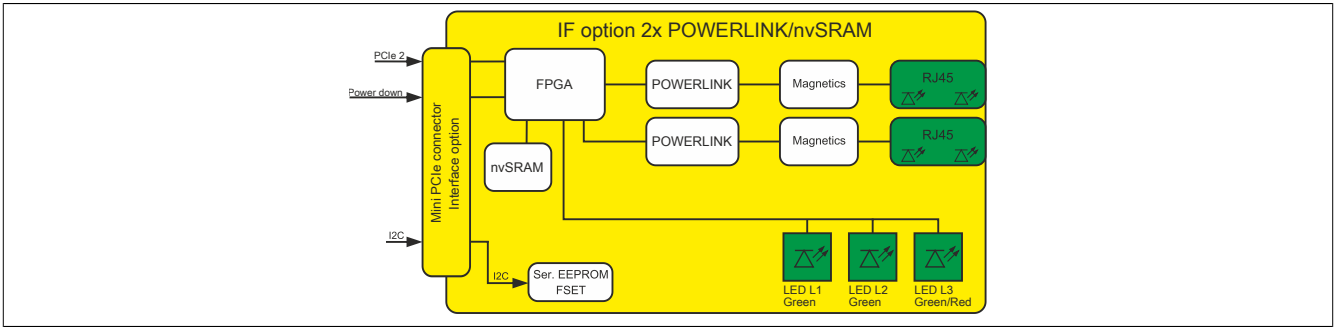 IF option 2x POWERLINK/nvSRAM
PCIe 2
Power down
I2C
Mini PCIe connector
Interface option
FPGA
POWERLINK
Magnetics
RJ45
POWERLINK
Magnetics
RJ45
nvSRAM
I2C
Ser. EEPROM
FSET
LED L1
Green
LED L2
Green
LED L3
Green/Red